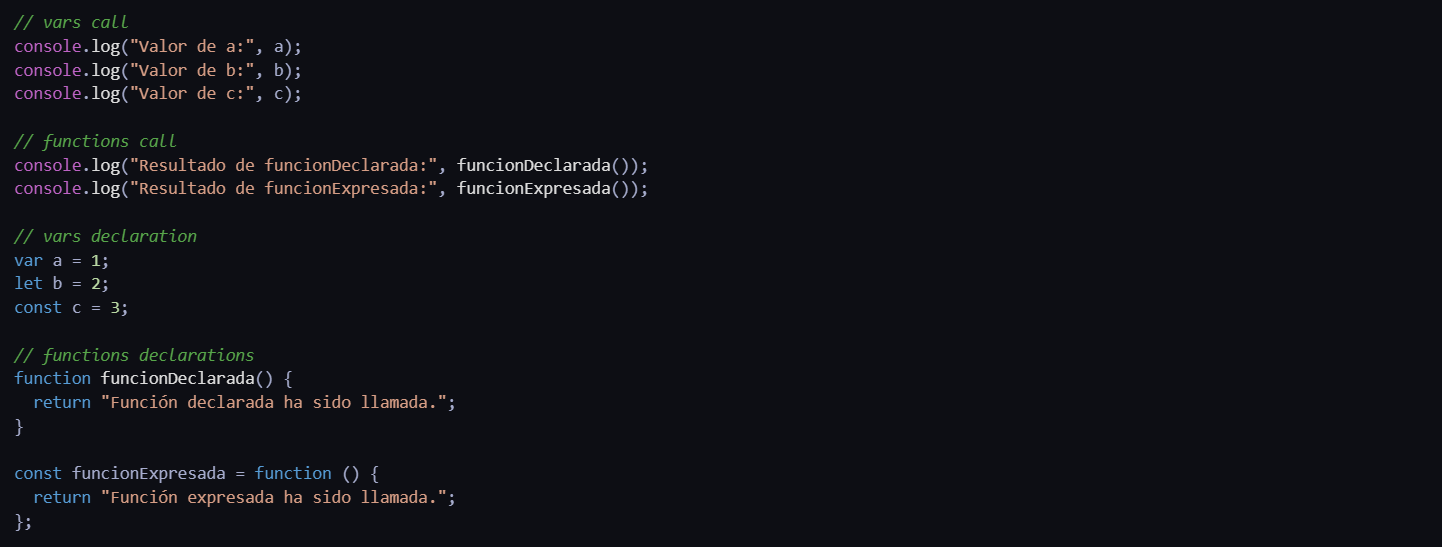 // vars call
console.log("Valor de a:", a);
console.log("Valor de b:", b);
console.log("Valor de c:", c);

// functions call
console.log("Resultado de funcionDeclarada:", funcionDeclarada());
console.log("Resultado de funcionExpresada:", funcionExpresada());

// vars declaration
var a = 1;
let b = 2;
const c = 3;

// functions declarations
function funcionDeclarada() {
  return "Función declarada ha sido llamada.";
}

const funcionExpresada = function () {
  return "Función expresada ha sido llamada.";
};